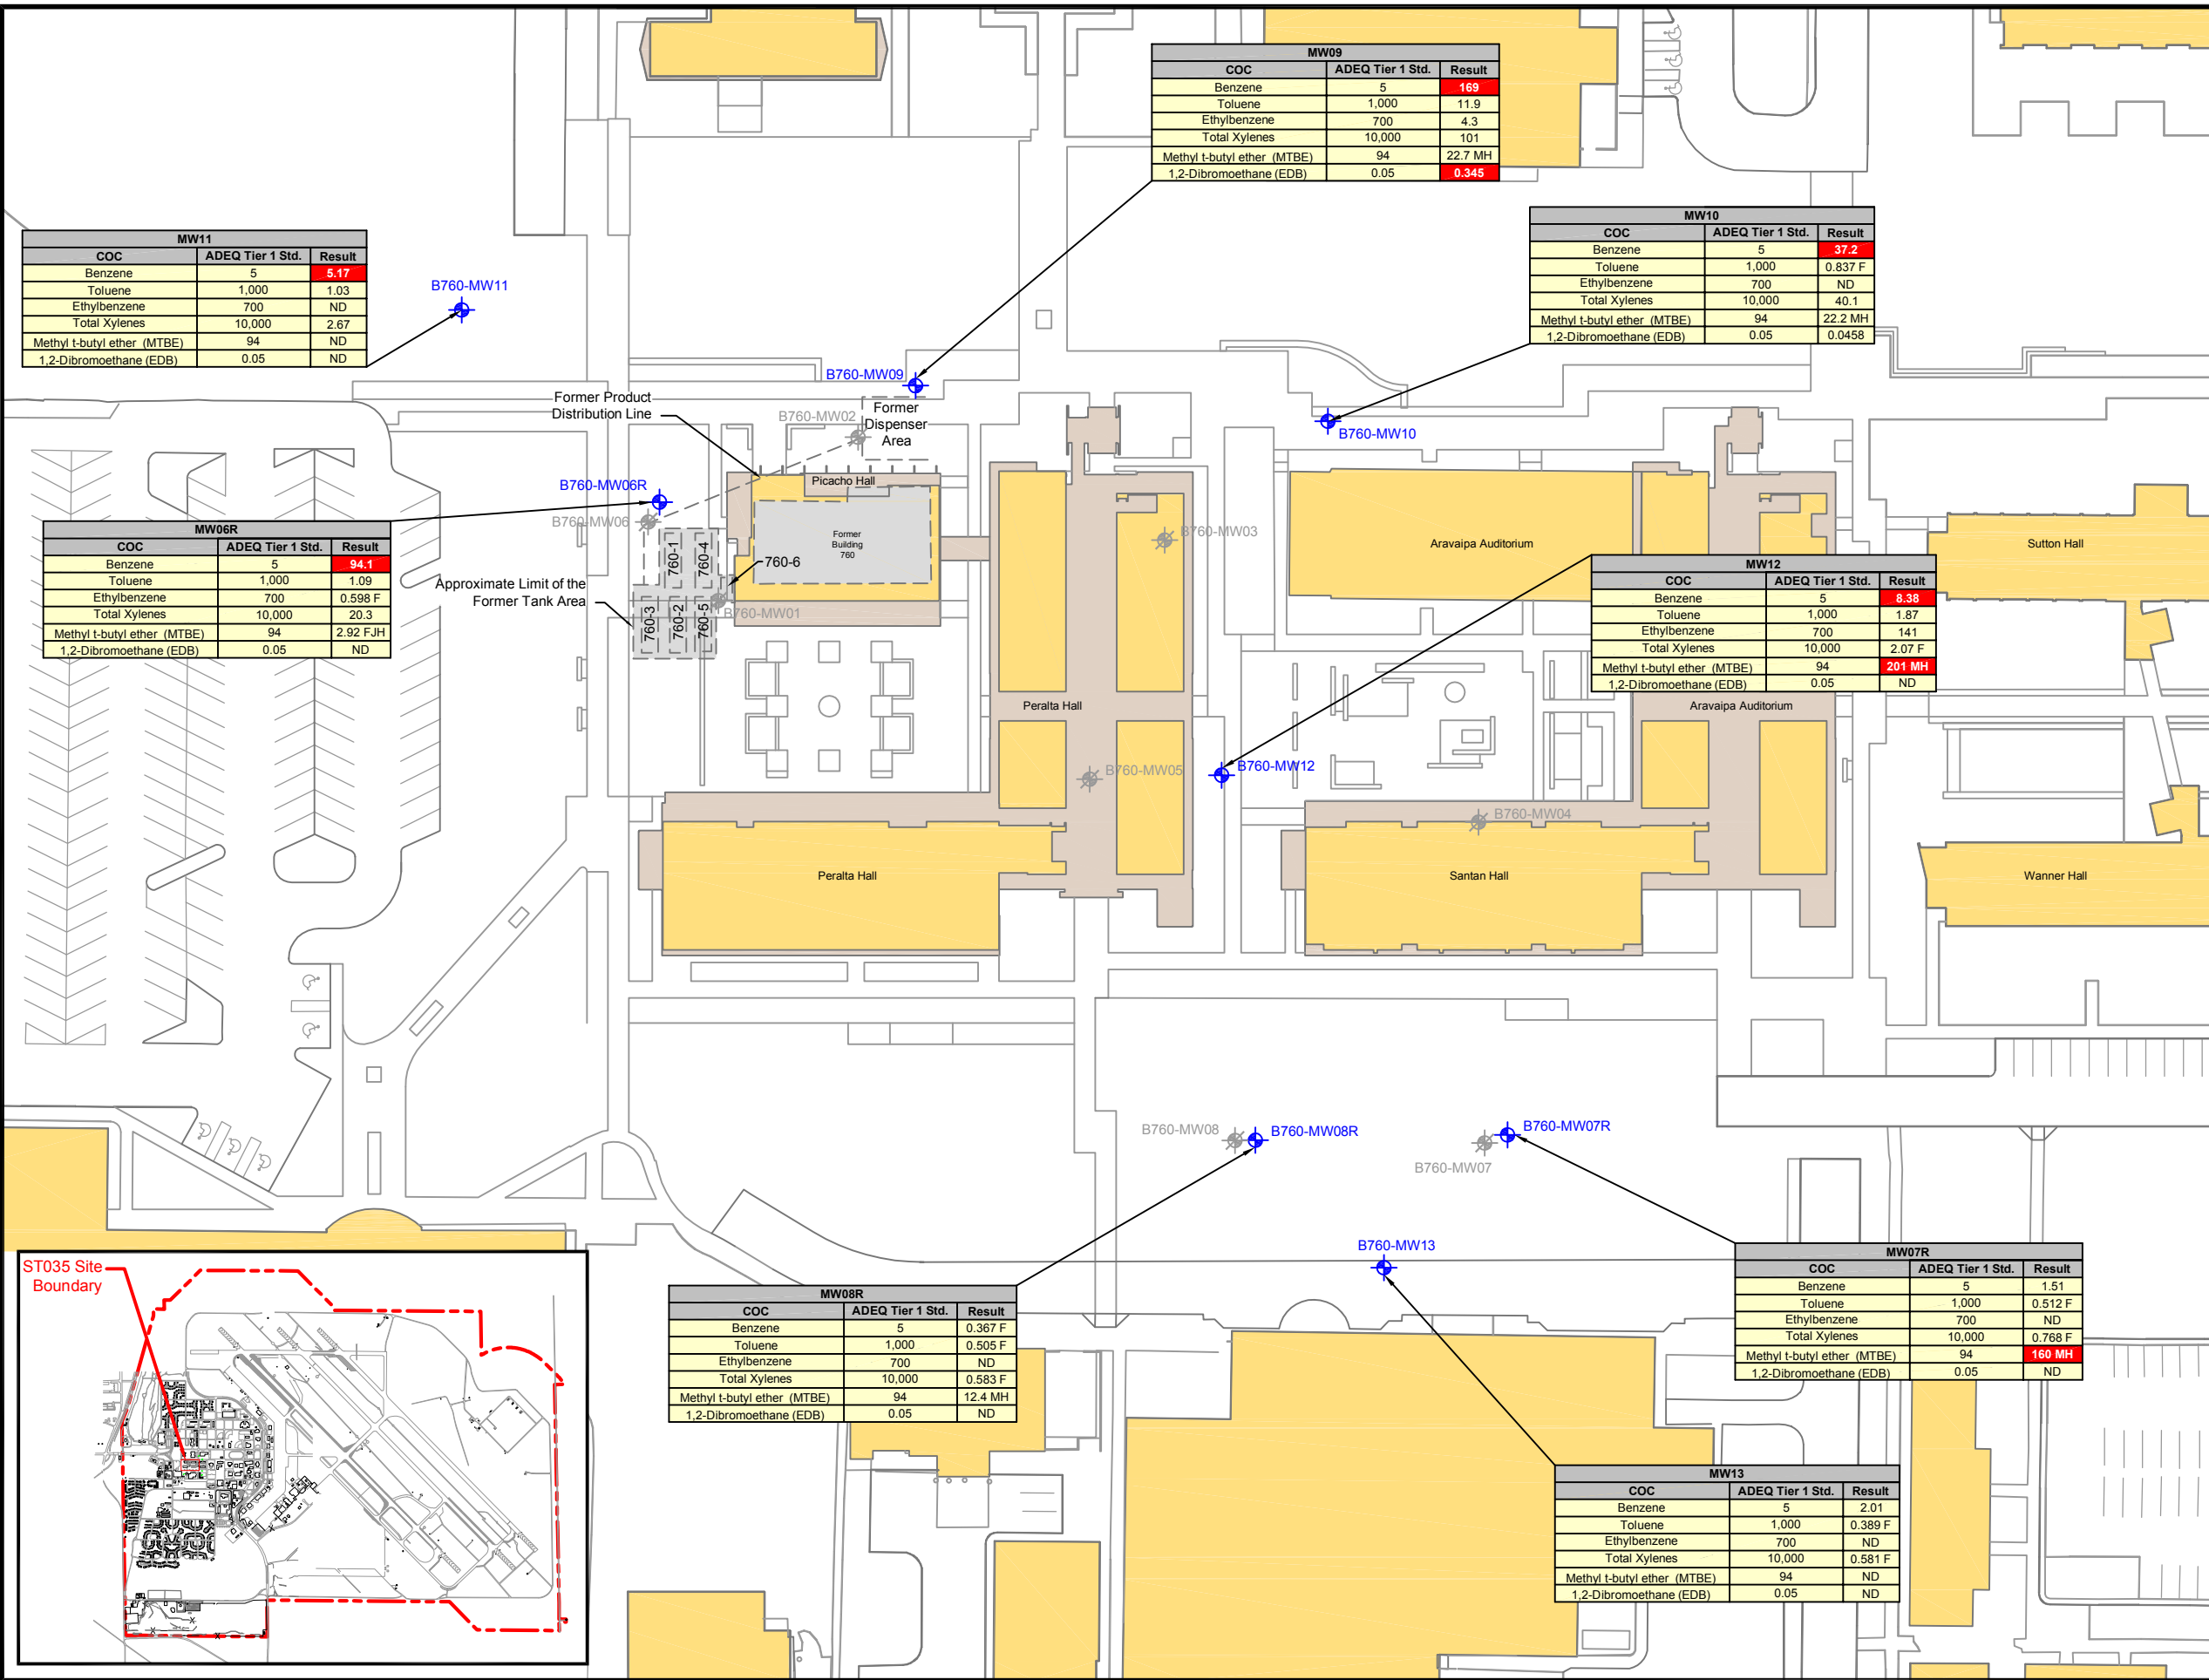 MW09
COC ADEQ Tier 1 Std. Result
Benzene 5 169
Toluene 1,000 11.9
Ethylbenzene 700 4.3
Total Xylenes 10,000 101
Methyl t-butyl ether (MTBE) 94 22.7 MH
1,2-Dibromoethane (EDB) 0.05 0.345
MW10
COC ADEQ Tier 1 Std. Result
Benzene 5 37.2
Toluene 1,000 0.837 F
Ethylbenzene 700 ND
Total Xylenes 10,000 40.1
Methyl t-butyl ether (MTBE) 94 22.2 MH
1,2-Dibromoethane (EDB) 0.05 0.0458
MW11
COC ADEQ Tier 1 Std. Result
Benzene 5 5.17
Toluene 1,000 1.03
Ethylbenzene 700 ND
Total Xylenes 10,000 2.67
Methyl t-butyl ether (MTBE) 94 ND
1,2-Dibromoethane (EDB) 0.05 ND
B760-MW11
B760-MW09
Former Product
Distribution Line
B760-MW02
Former
Dispenser
Area
B760-MW10
Picacho Hall
B760-MW06R
B760-MW06
MW06R
COC ADEQ Tier 1 Std. Result
Benzene 5 94.1
Toluene 1,000 1.09
Ethylbenzene 700 0.598 F
Total Xylenes 10,000 20.3
Methyl t-butyl ether (MTBE) 94 2.92 FJH
1,2-Dibromoethane (EDB) 0.05 ND
760-1
760-4
Former
Building
760
760-6
B760-MW03
Aravaipa Auditorium
Sutton Hall
Approximate Limit of the
Former Tank Area
760-3
760-2
760-5
B760-MW01
MW12
COC ADEQ Tier 1 Std. Result
Benzene 5 8.38
Toluene 1,000 1.87
Ethylbenzene 700 141
Total Xylenes 10,000 2.07 F
Methyl t-butyl ether (MTBE) 94 201 MH
1,2-Dibromoethane (EDB) 0.05 ND
Peralta Hall
Aravaipa Auditorium
B760-MW05
B760-MW12
B760-MW04
Peralta Hall
Santan Hall
Wanner Hall
B760-MW08
B760-MW08R
B760-MW07R
B760-MW07
B760-MW13
ST035 Site
Boundary
MW08R
COC ADEQ Tier 1 Std. Result
Benzene 5 0.367 F
Toluene 1,000 0.505 F
Ethylbenzene 700 ND
Total Xylenes 10,000 0.583 F
Methyl t-butyl ether (MTBE) 94 12.4 MH
1,2-Dibromoethane (EDB) 0.05 ND
MW07R
COC ADEQ Tier 1 Std. Result
Benzene 5 1.51
Toluene 1,000 0.512 F
Ethylbenzene 700 ND
Total Xylenes 10,000 0.768 F
Methyl t-butyl ether (MTBE) 94 160 MH
1,2-Dibromoethane (EDB) 0.05 ND
MW13
COC ADEQ Tier 1 Std. Result
Benzene 5 2.01
Toluene 1,000 0.389 F
Ethylbenzene 700 ND
Total Xylenes 10,000 0.581 F
Methyl t-butyl ether (MTBE) 94 ND
1,2-Dibromoethane (EDB) 0.05 ND